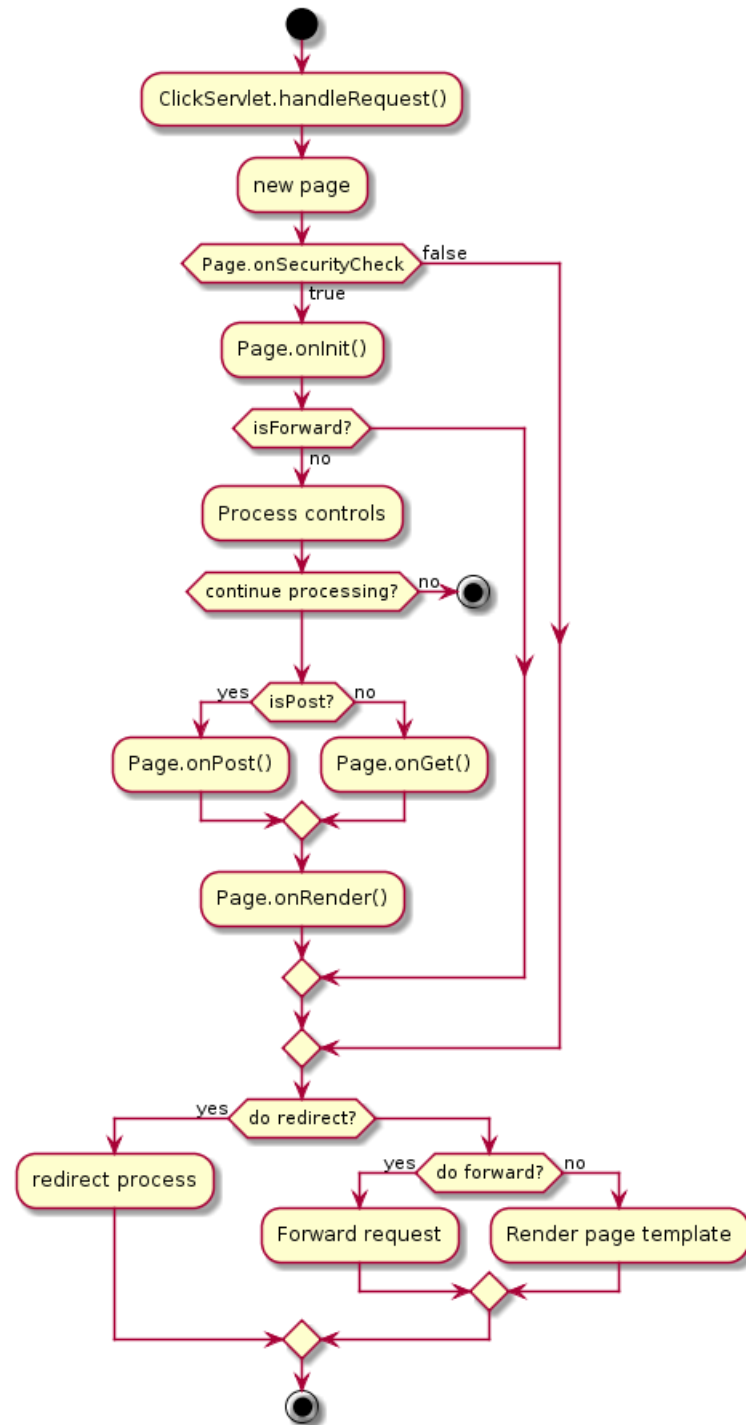 ClickServlet.handleRequest()
new page
Page.onSecurityCheck
false
true
Page.onInit()
isForward?
no
Process controls
continue processing?
no
yes
isPost?
no
Page.onPost()
Page.onGet()
Page.onRender()
yes
do redirect?
redirect process
yes
do forward?
no
Forward request
Render page template